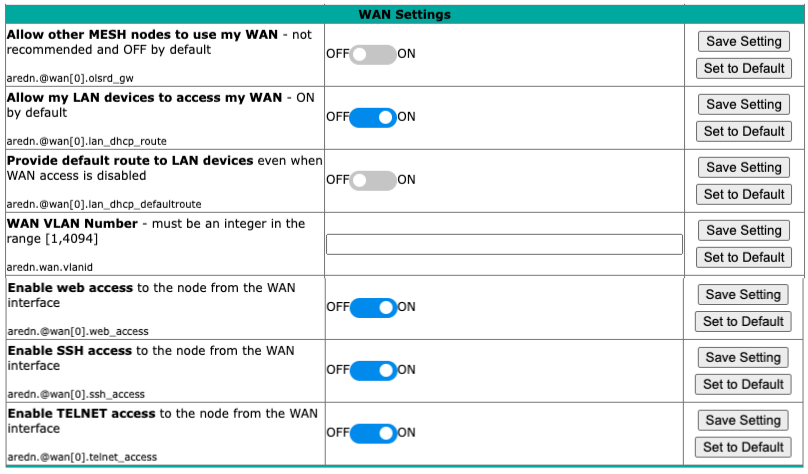 WAN Settings
Allow other MESH nodes to use my WAN - not
recommended and OFF by default
aredn.@wan[0].olsrd_gw
OFF ON
Save Setting
Set to Default
Allow my LAN devices to access my WAN - ON
by default
aredn.@wan[0].lan_dhcp_route
OFF ON
Save Setting
Set to Default
Provide default route to LAN devices even when
WAN access is disabled
aredn.@wan[0].lan_dhcp_defaultroute
OFF ON
Save Setting
Set to Default
WAN VLAN Number - must be an integer in the
range [1,4094]
aredn.wan.vlanid
Save Setting
Set to Default
Enable web access to the node from the WAN
interface
aredn.@wan[0].web_access
OFF ON
Save Setting
Set to Default
Enable SSH access to the node from the WAN
interface
aredn.@wan[0].ssh_access
OFF ON
Save Setting
Set to Default
Enable TELNET access to the node from the WAN
interface
aredn.@wan[0].telnet_access
OFF ON
Save Setting
Set to Default